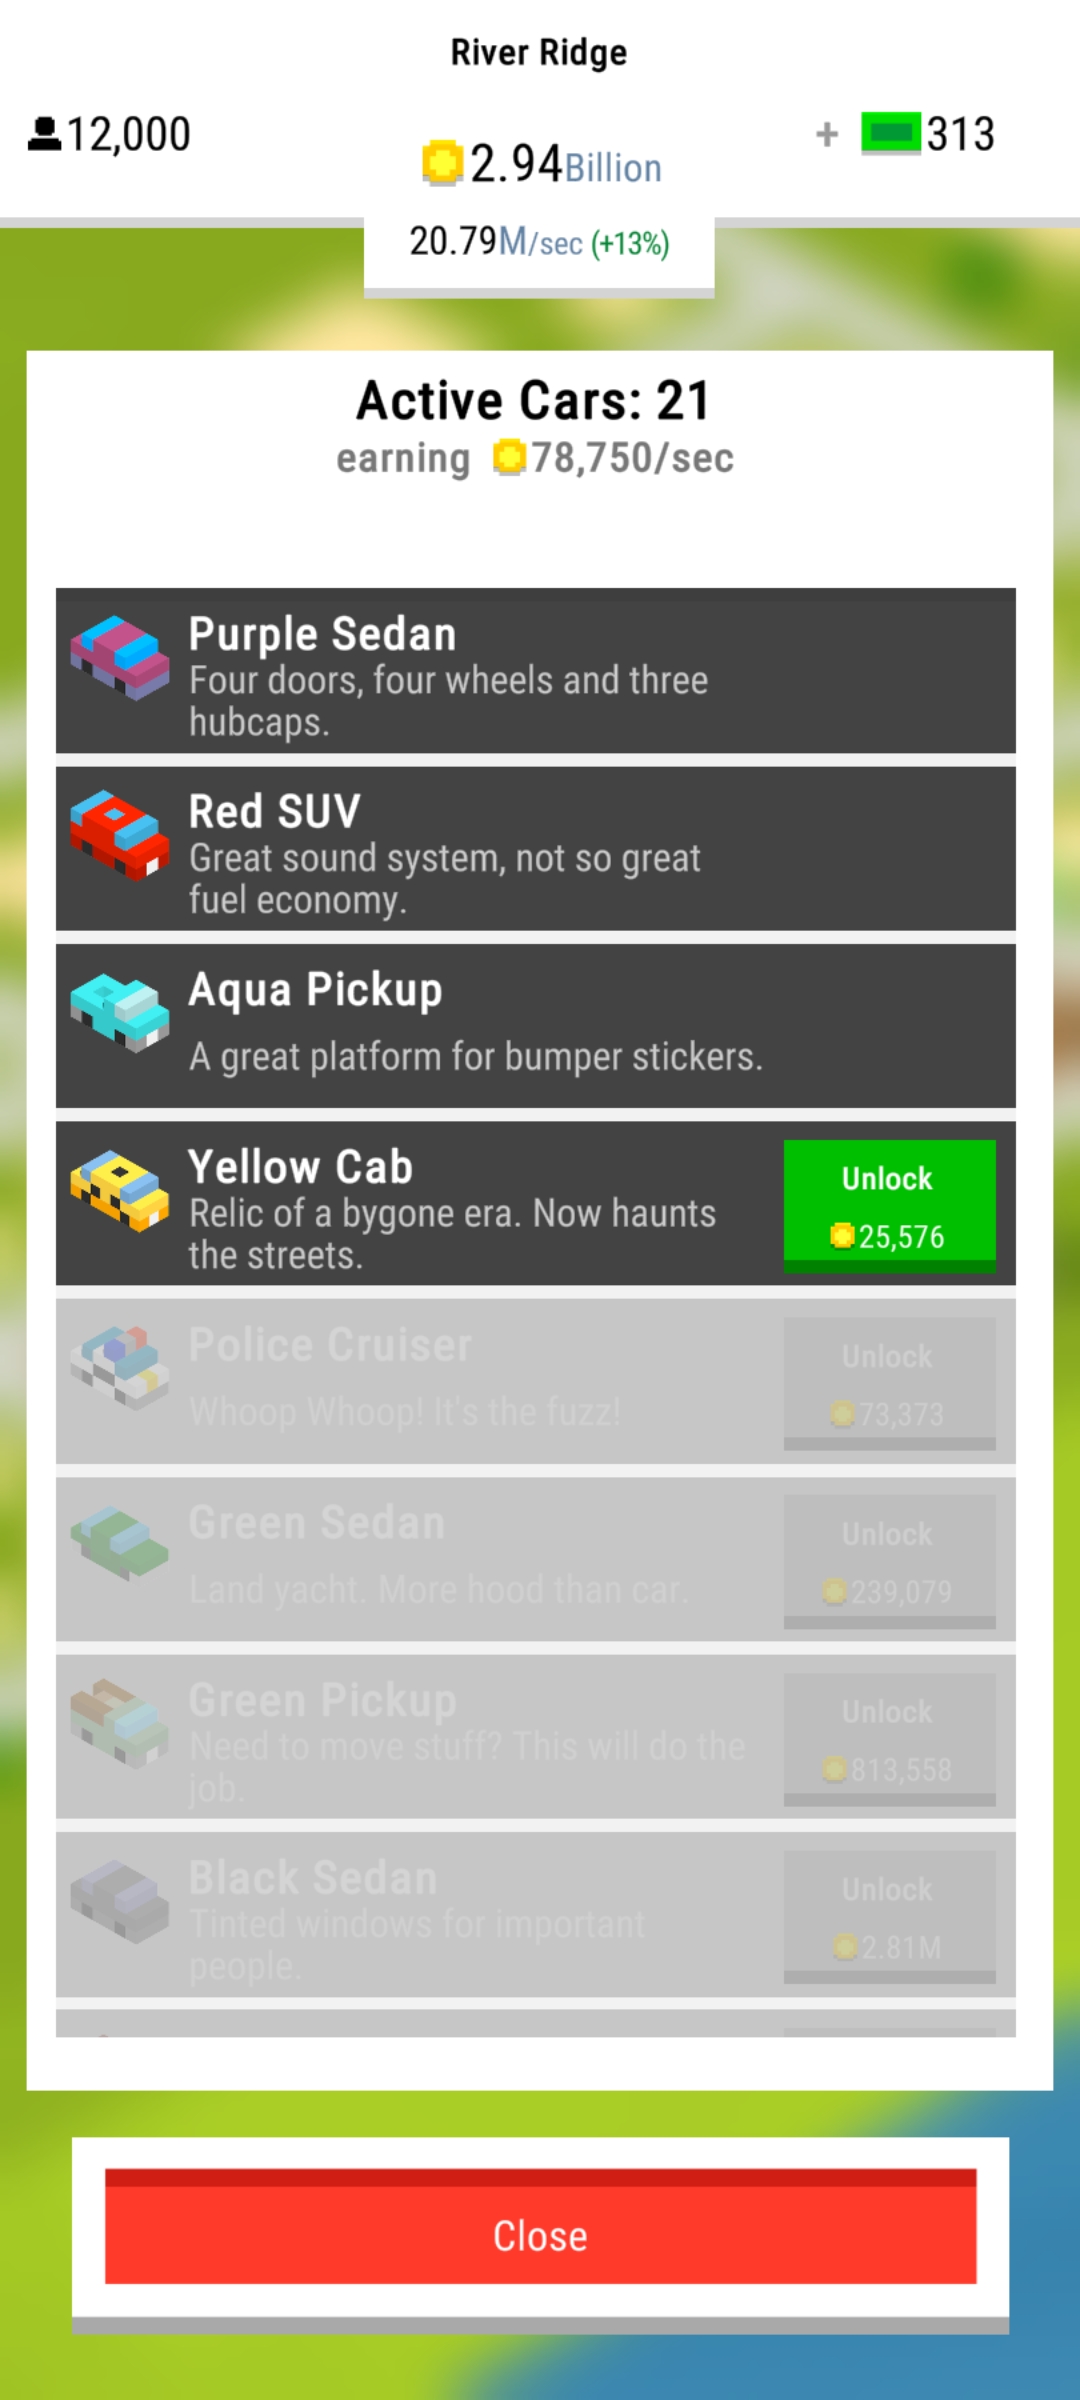 River Ridge
12,000
2.94Billion
+ 313
20.79M/sec (+13%)
Active Cars: 21
earning 78,750/sec
Purple Sedan
Four doors, four wheels and three
hubcaps.
Red SUV
Great sound system, not so great
fuel economy.
Aqua Pickup
A great platform for bumper stickers.
Yellow Cab
Relic of a bygone era. Now haunts
the streets.
Unlock
25,576
Police Cruiser
Whoop Whoop! It's the fuzz!
Unlock
73,373
Green Sedan
Land yacht. More hood than car.
Unlock
239,079
Green Pickup
Need to move stuff? This will do the
job.
Unlock
813,558
Black Sedan
Tinted windows for important
people.
Unlock
2.81M
Close